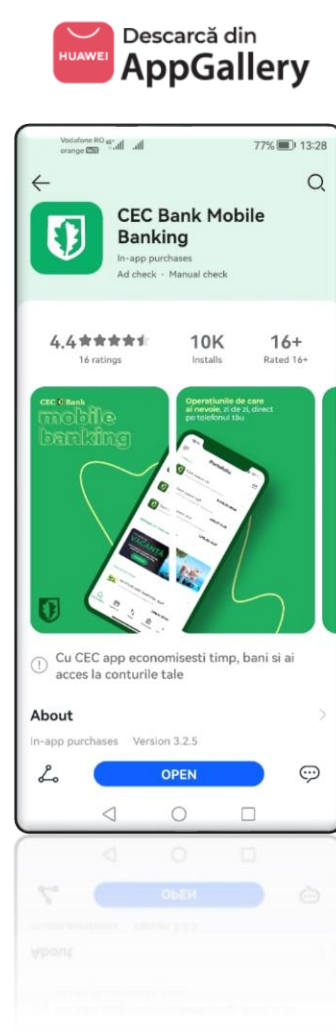 HUAWEI
Descarcă din
AppGallery
Vodafone RO
orange
77% 13:28
CEC Bank Mobile
Banking
In-app purchases
Ad check · Manual check
4.4
10K
16+
16 ratings
Installs
Rated 16+
CEC Bank
mobile
banking
Operațiunile de care
ai nevoie, zi de zi, direct
pe telefonul tău
Portofoliu
VACANȚĂ
Cu CEC app economisesti timp, bani si ai
acces la conturile tale
About
In-app purchases Version 3.2.5
OPEN